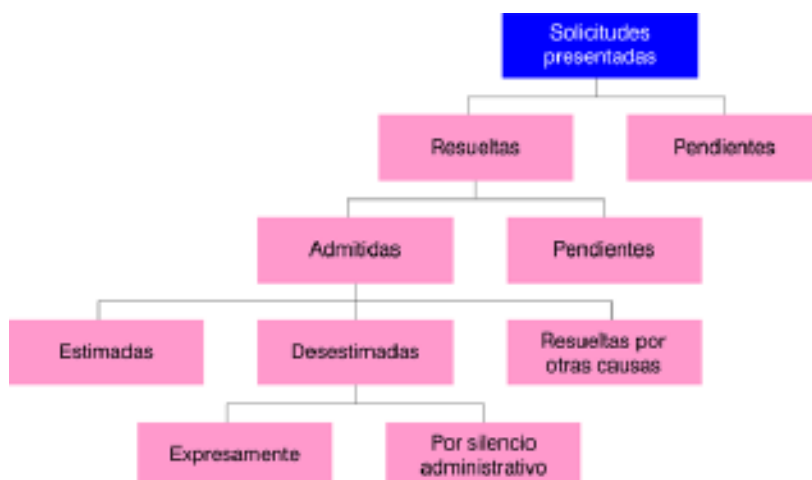 Solicitudes
presentadas
Resueltas
Pendientes
Admitidas
Pendientes
Estimadas
Desestimadas
Resueltas por
otras causas
Expresamente
Por silencio
administrativo